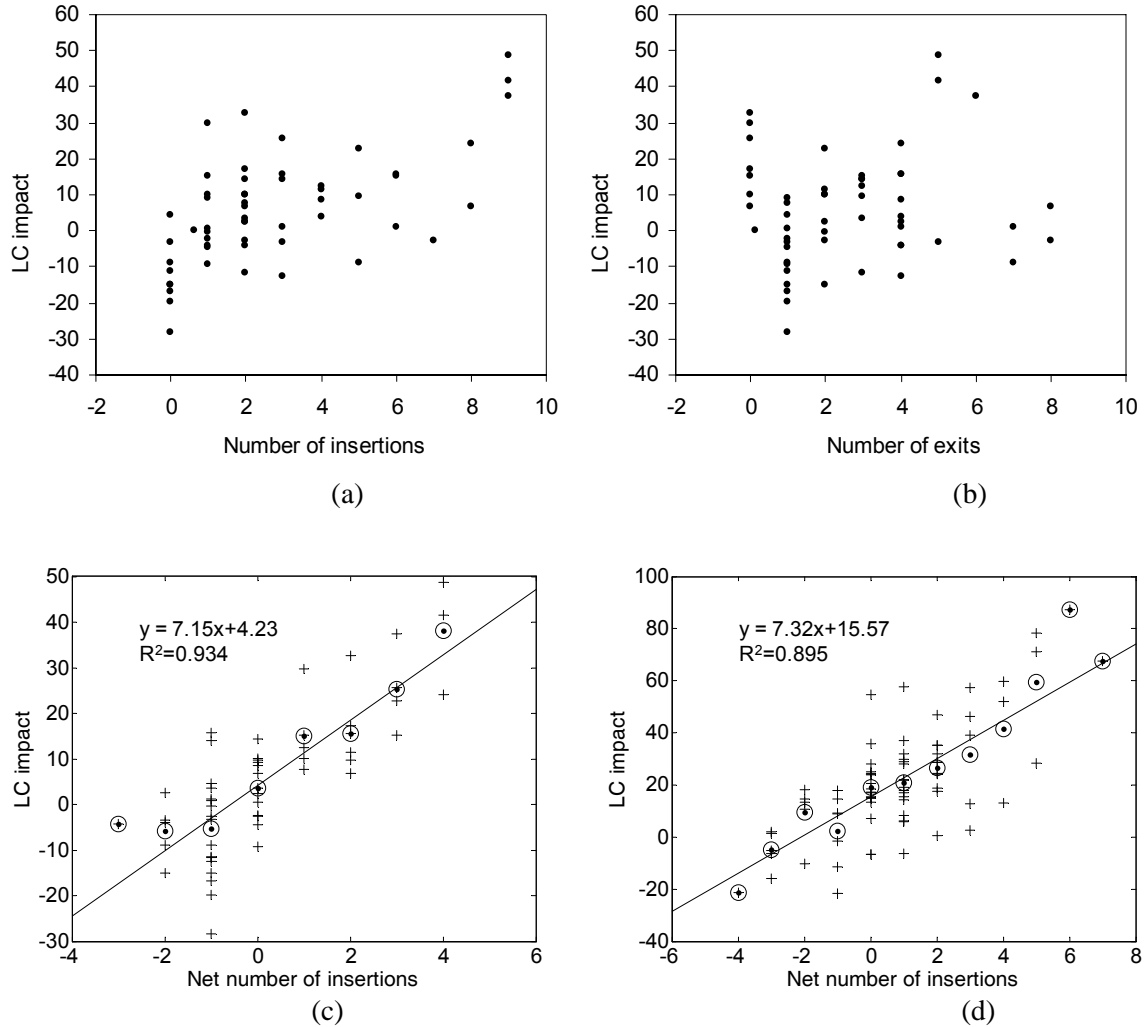 60
50
40
30
20
10
0
-10
-20
-30
-40
-2 0 2 4 6 8 10
LC impact
Number of insertions
(a)
60
50
40
30
20
10
0
-10
-20
-30
-40
-2 0 2 4 6 8 10
LC impact
Number of exits
(b)
50
40
30
20
10
0
-10
-20
-30
-4 -2 0 2 4 6
LC impact
y = 7.15x+4.23
R²=0.934
Net number of insertions
(c)
100
80
60
40
20
0
-20
-40
-6 -4 -2 0 2 4 6 8
LC impact
y = 7.32x+15.57
R²=0.895
Net number of insertions
(d)